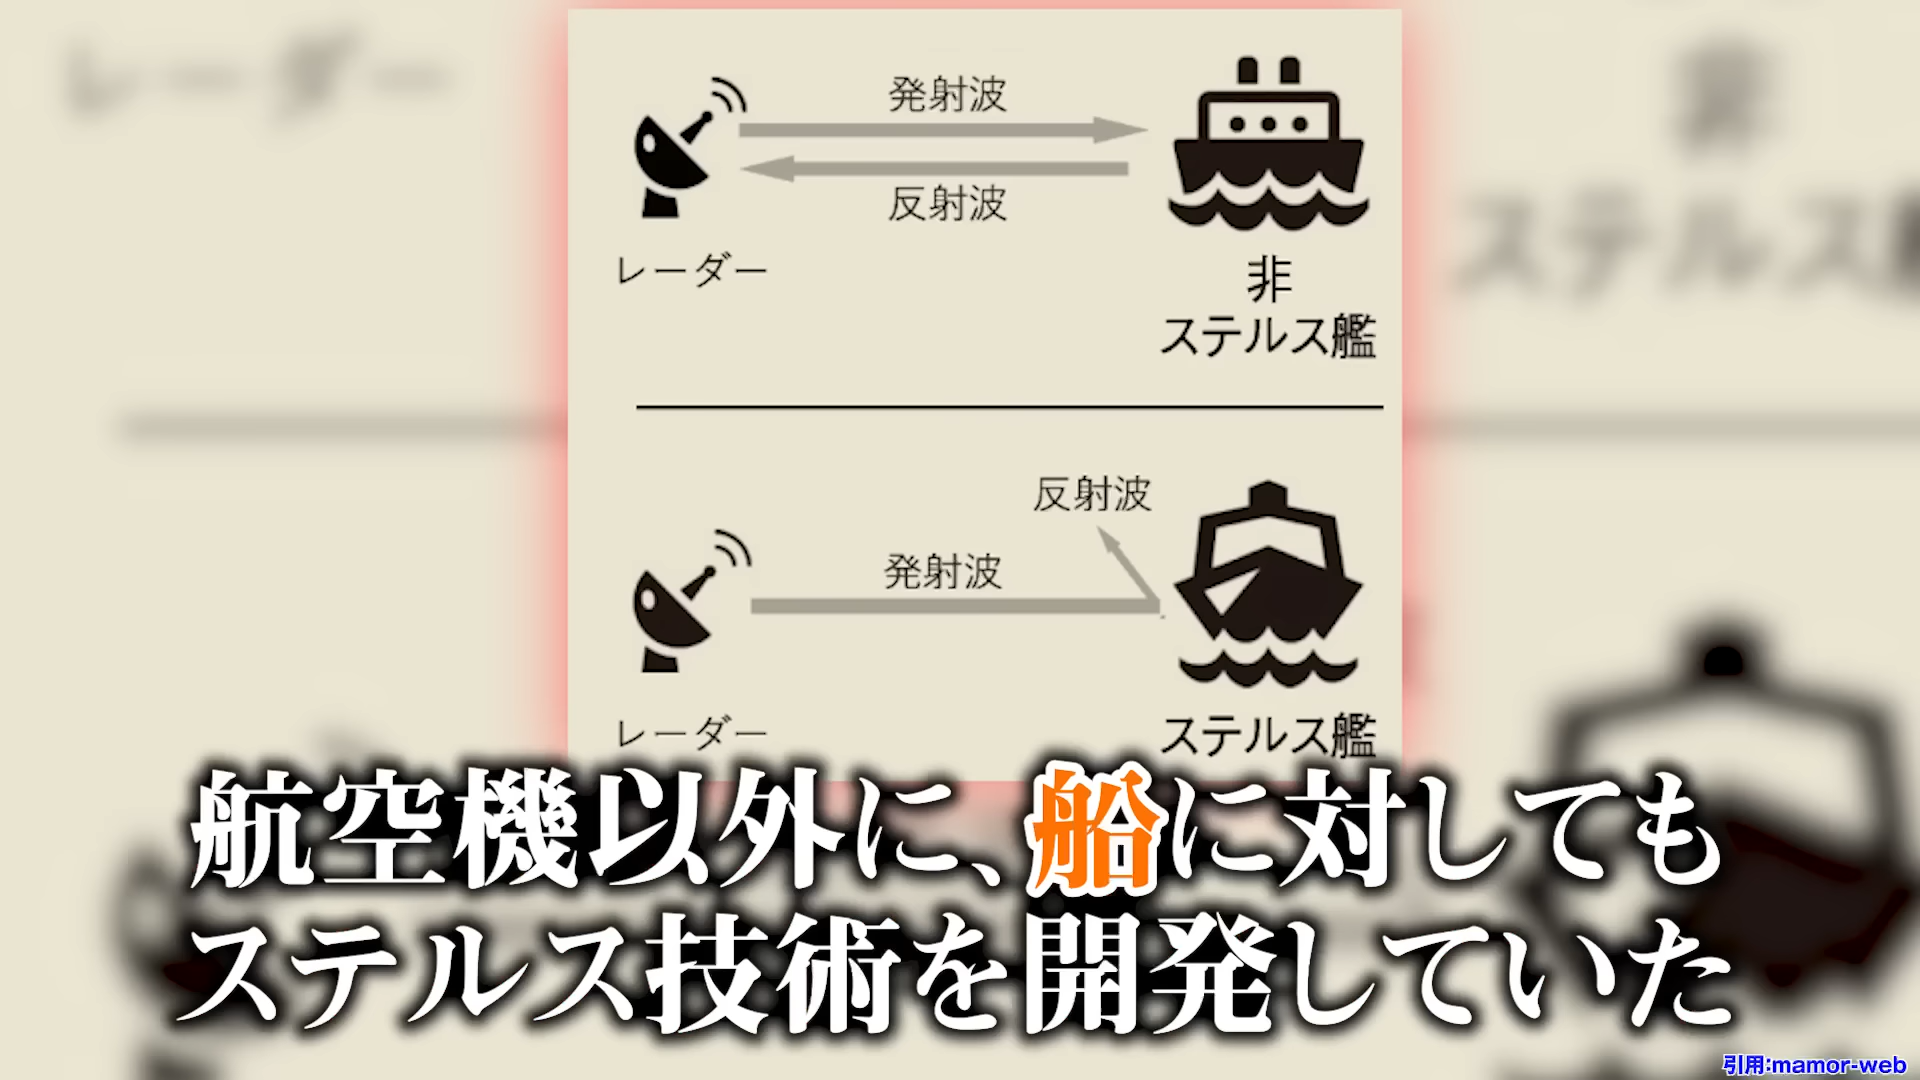 発射波
反射波
レーダー
非
ステルス艦
反射波
発射波
レーダー
ステルス艦
航空機以外に、船に対しても
ステルス技術を開発していた
引用:mamor-web